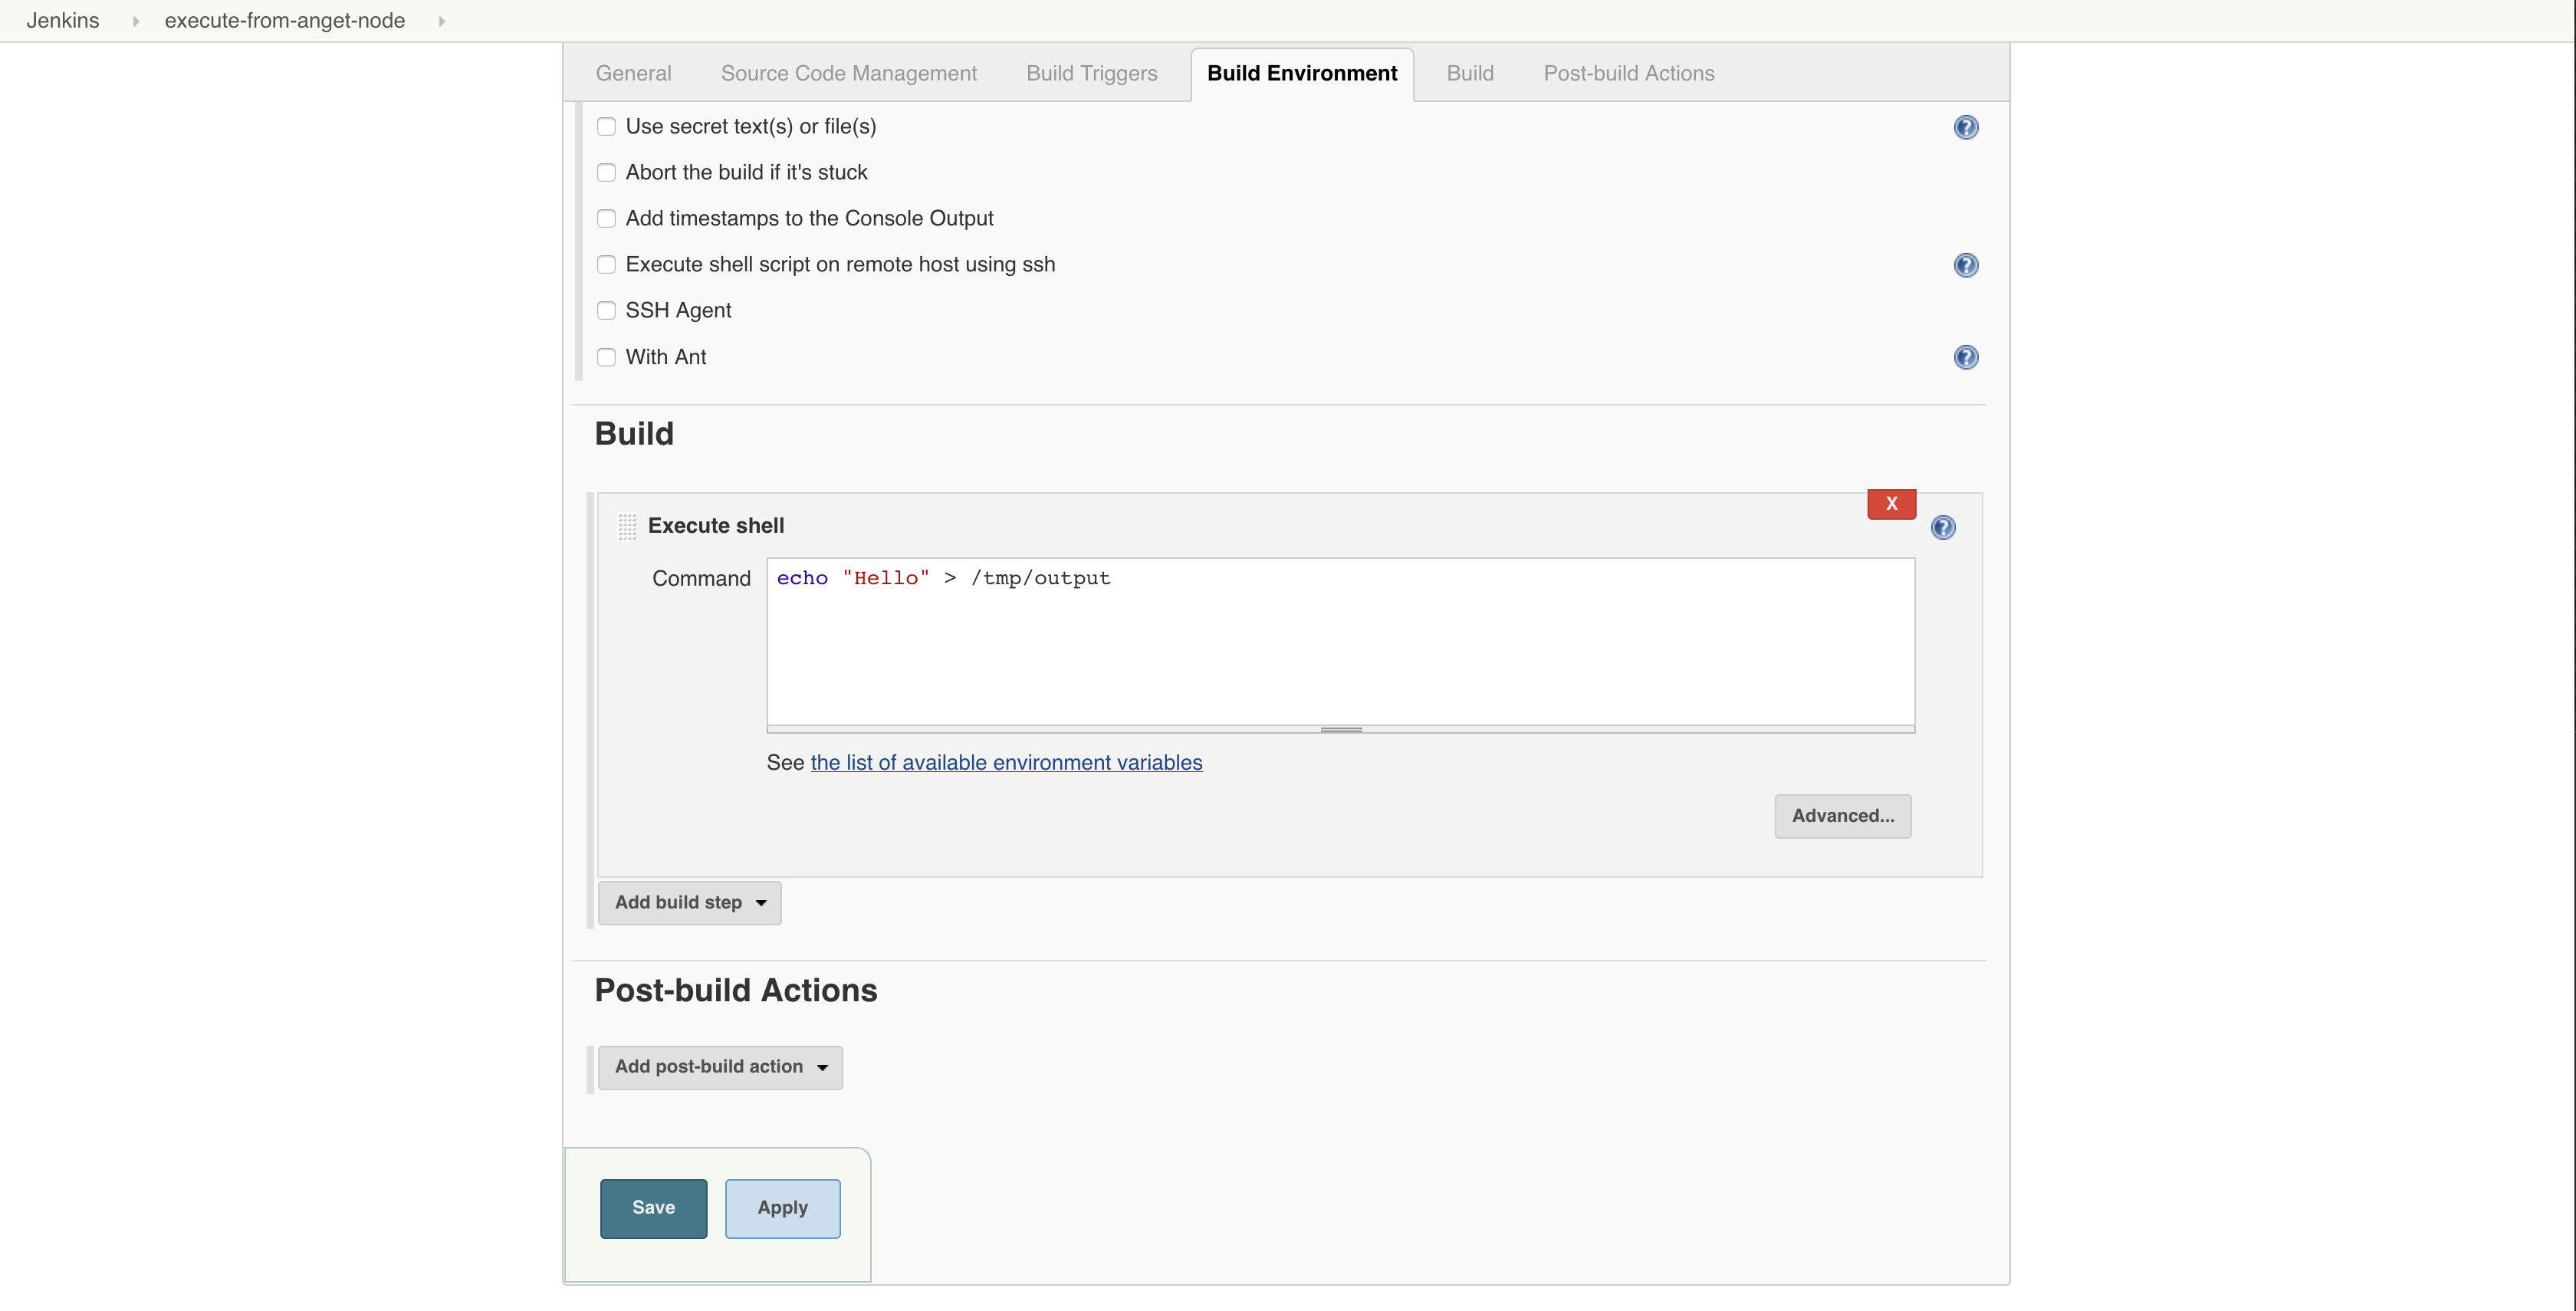 Jenkins execute-from-anget-node
General Source Code Management Build Triggers Build Environment Build Post-build Actions
Use secret text(s) or file(s) ?
Abort the build if it's stuck
Add timestamps to the Console Output
Execute shell script on remote host using ssh ?
SSH Agent
With Ant ?
Build
X
Execute shell ?
Command echo "Hello" > /tmp/output
See the list of available environment variables
Advanced...
Add build step
Post-build Actions
Add post-build action
Save Apply